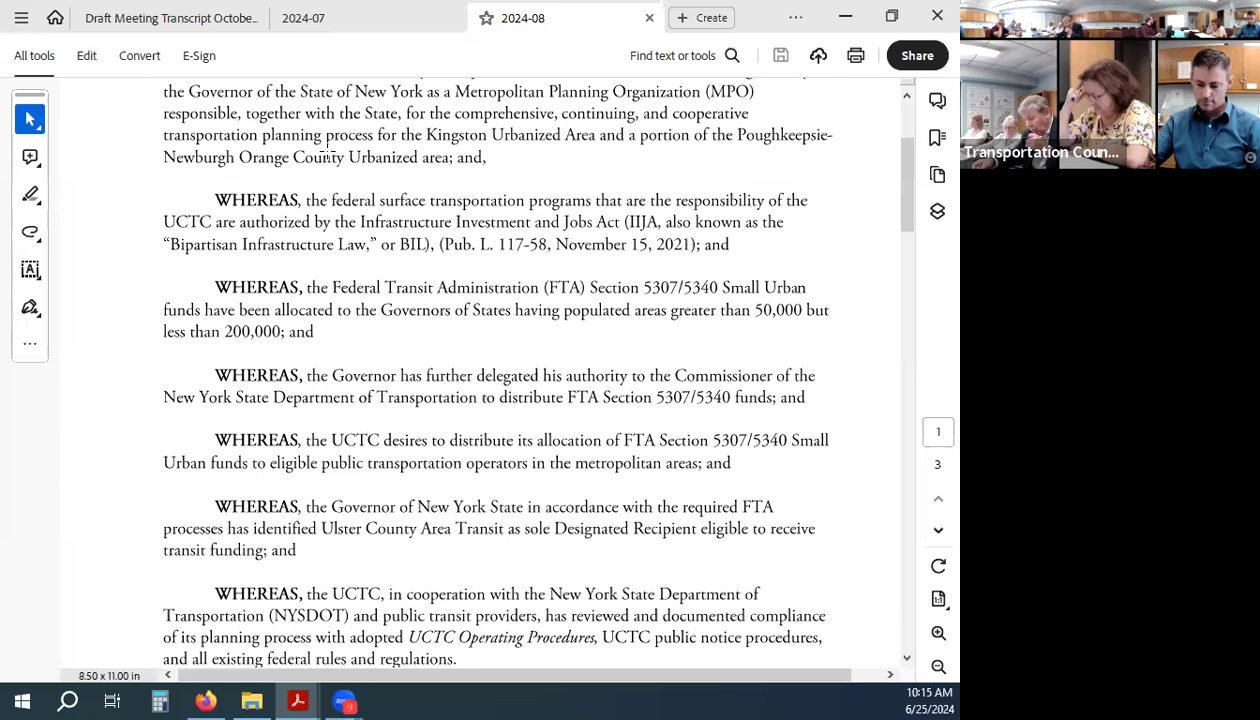 Draft Meeting Transcript Octobe... 2024-07 2024-08 Create
All tools Edit Convert E-Sign Find text or tools Share
the Governor of the State of New York as a Metropolitan Planning Organization (MPO)
responsible, together with the State, for the comprehensive, continuing, and cooperative
transportation planning process for the Kingston Urbanized Area and a portion of the Poughkeepsie-
Newburgh Orange County Urbanized area; and,
WHEREAS, the federal surface transportation programs that are the responsibility of the
UCTC are authorized by the Infrastructure Investment and Jobs Act (IIJA, also known as the
“Bipartisan Infrastructure Law,” or BIL), (Pub. L. 117-58, November 15, 2021); and
WHEREAS, the Federal Transit Administration (FTA) Section 5307/5340 Small Urban
funds have been allocated to the Governors of States having populated areas greater than 50,000 but
less than 200,000; and
WHEREAS, the Governor has further delegated his authority to the Commissioner of the
New York State Department of Transportation to distribute FTA Section 5307/5340 funds; and
WHEREAS, the UCTC desires to distribute its allocation of FTA Section 5307/5340 Small
Urban funds to eligible public transportation operators in the metropolitan areas; and
WHEREAS, the Governor of New York State in accordance with the required FTA
processes has identified Ulster County Area Transit as sole Designated Recipient eligible to receive
transit funding; and
WHEREAS, the UCTC, in cooperation with the New York State Department of
Transportation (NYSDOT) and public transit providers, has reviewed and documented compliance
of its planning process with adopted UCTC Operating Procedures, UCTC public notice procedures,
and all existing federal rules and regulations.
1
3
8.50 x 11.00 in
Transportation Coun...
9
10:15 AM
6/25/2024